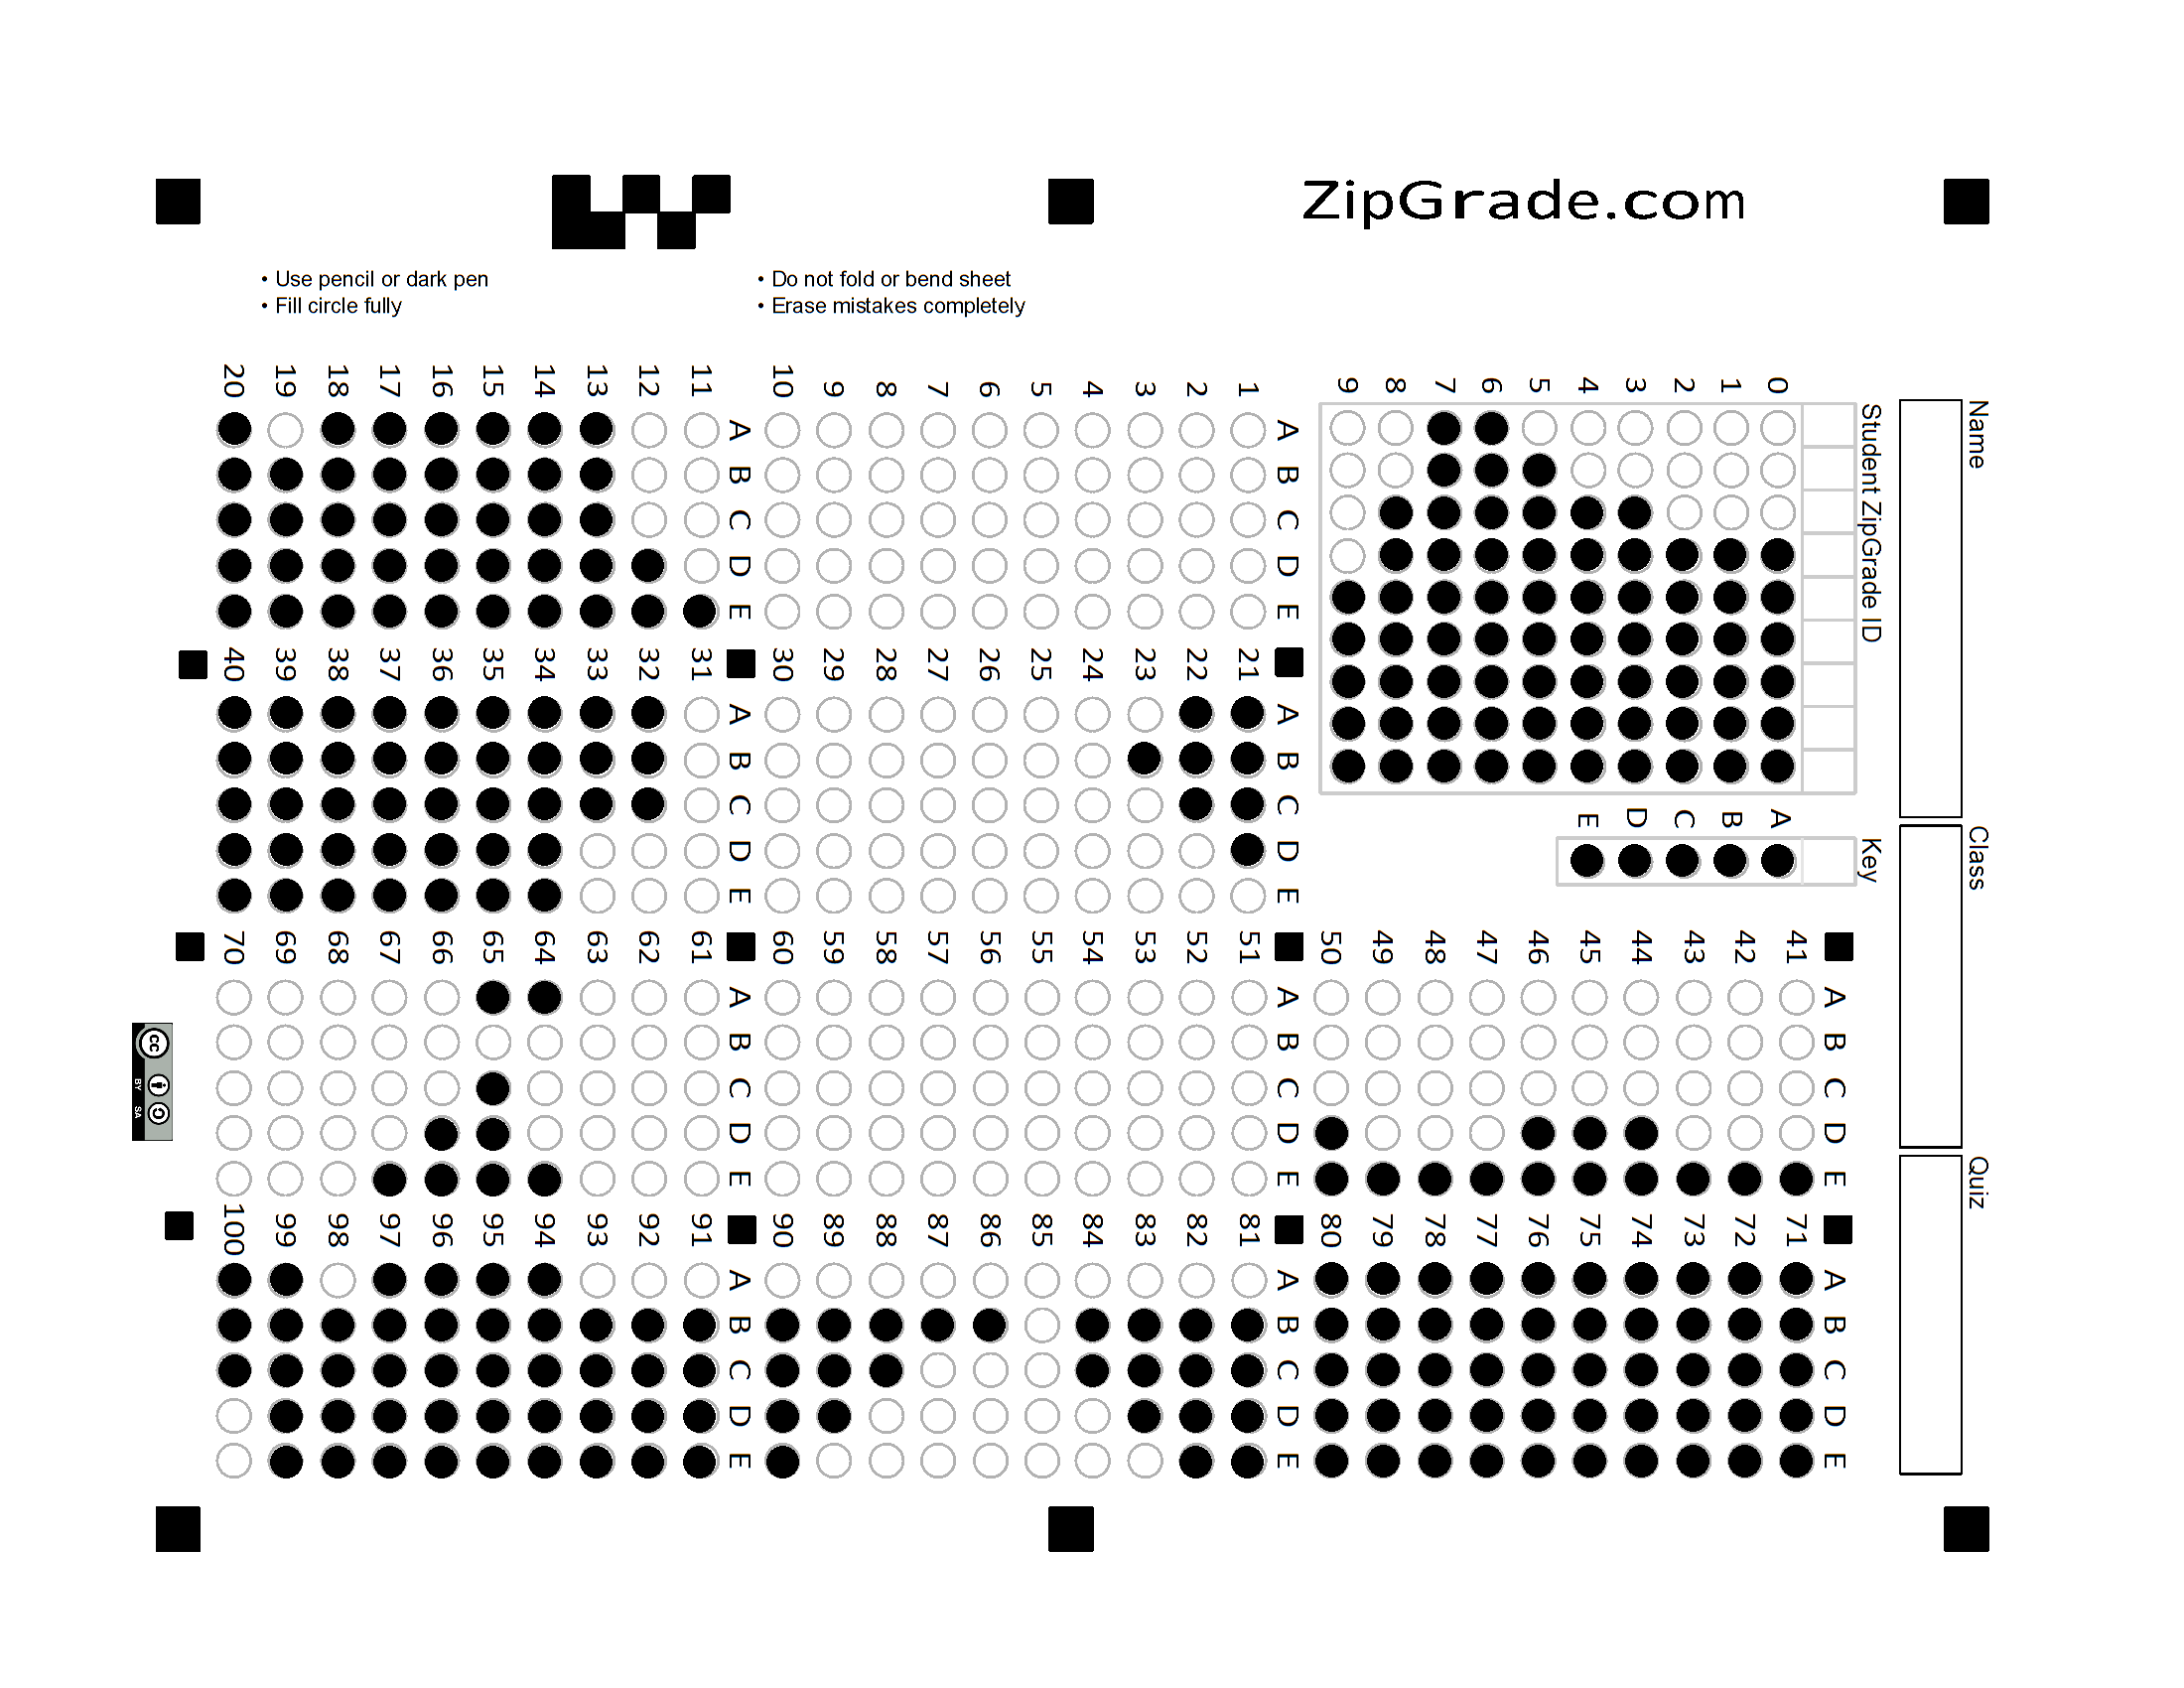 ZipGrade.com
• Use pencil or dark pen
• Fill circle fully
• Do not fold or bend sheet
• Erase mistakes completely
Name
Class
Quiz
Student ZipGrade ID
0 1 2 3 4 5 6 7 8 9
Key
A B C D E
1 2 3 4 5 6 7 8 9 10
A B C D E
11 12 13 14 15 16 17 18 19 20
A B C D E
21 22 23 24 25 26 27 28 29 30
A B C D E
31 32 33 34 35 36 37 38 39 40
A B C D E
41 42 43 44 45 46 47 48 49 50
A B C D E
51 52 53 54 55 56 57 58 59 60
A B C D E
61 62 63 64 65 66 67 68 69 70
A B C D E
71 72 73 74 75 76 77 78 79 80
A B C D E
81 82 83 84 85 86 87 88 89 90
A B C D E
91 92 93 94 95 96 97 98 99 100
A B C D E
cc
BY SA